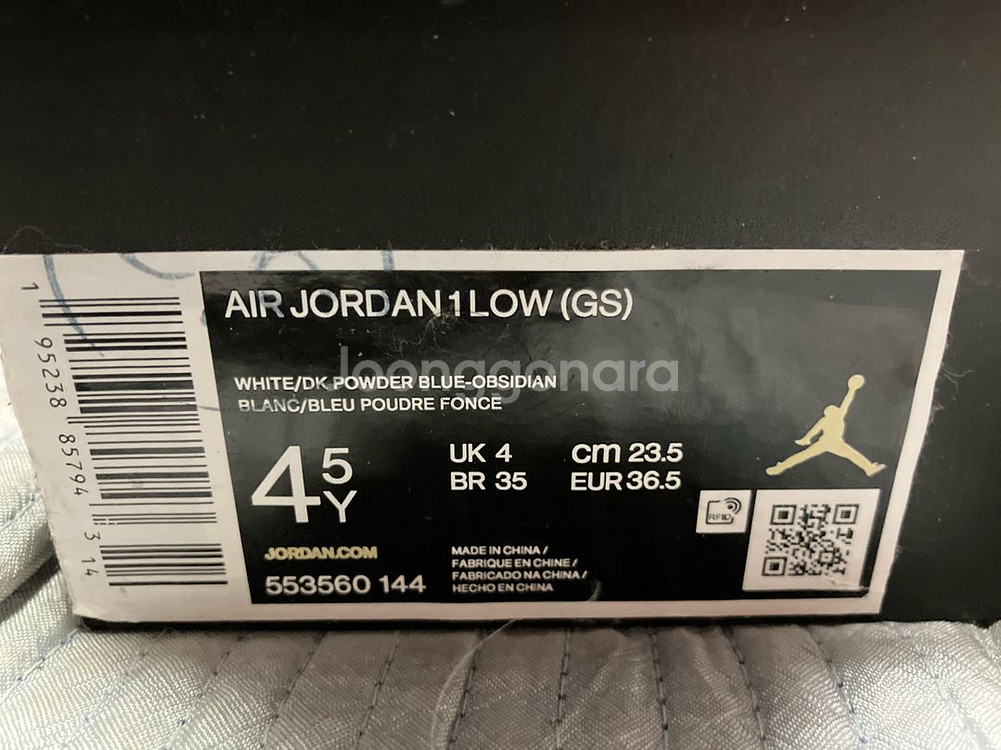 AIR JORDAN 1 LOW (GS)
Joonggonara
WHITE/DK POWDER BLUE-OBSIDIAN
BLANC/BLEU POUDRE FONCE
4 5 Y
UK 4 cm 23.5
BR 35 EUR 36.5
RFID
JORDAN.COM
553560 144
MADE IN CHINA /
FABRIQUE EN CHINE /
FABRICADO NA CHINA /
HECHO EN CHINA
1 95238 85794 3 14